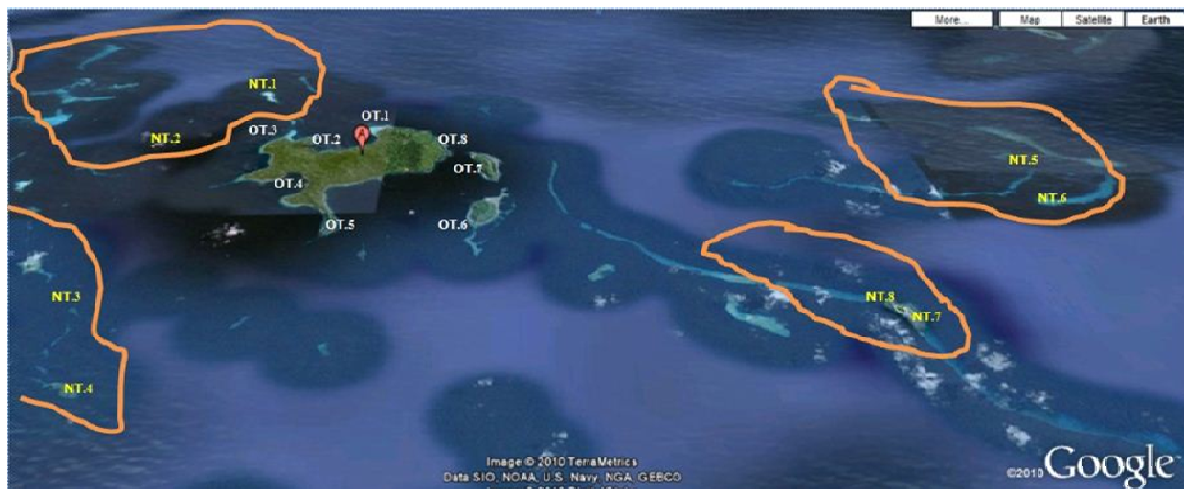 More... Map Satellite Earth
NT.1
OT.1
NT.2
OT.3
OT.2
A
OT.8
OT.7
NT.5
OT.4
NT.6
OT.5
OT.6
NT.3
NT.8
NT.7
NT.4
Image © 2010 TerraMetrics
Data SIO, NOAA, U.S. Navy, NGA, GEBCO
©2010 Google